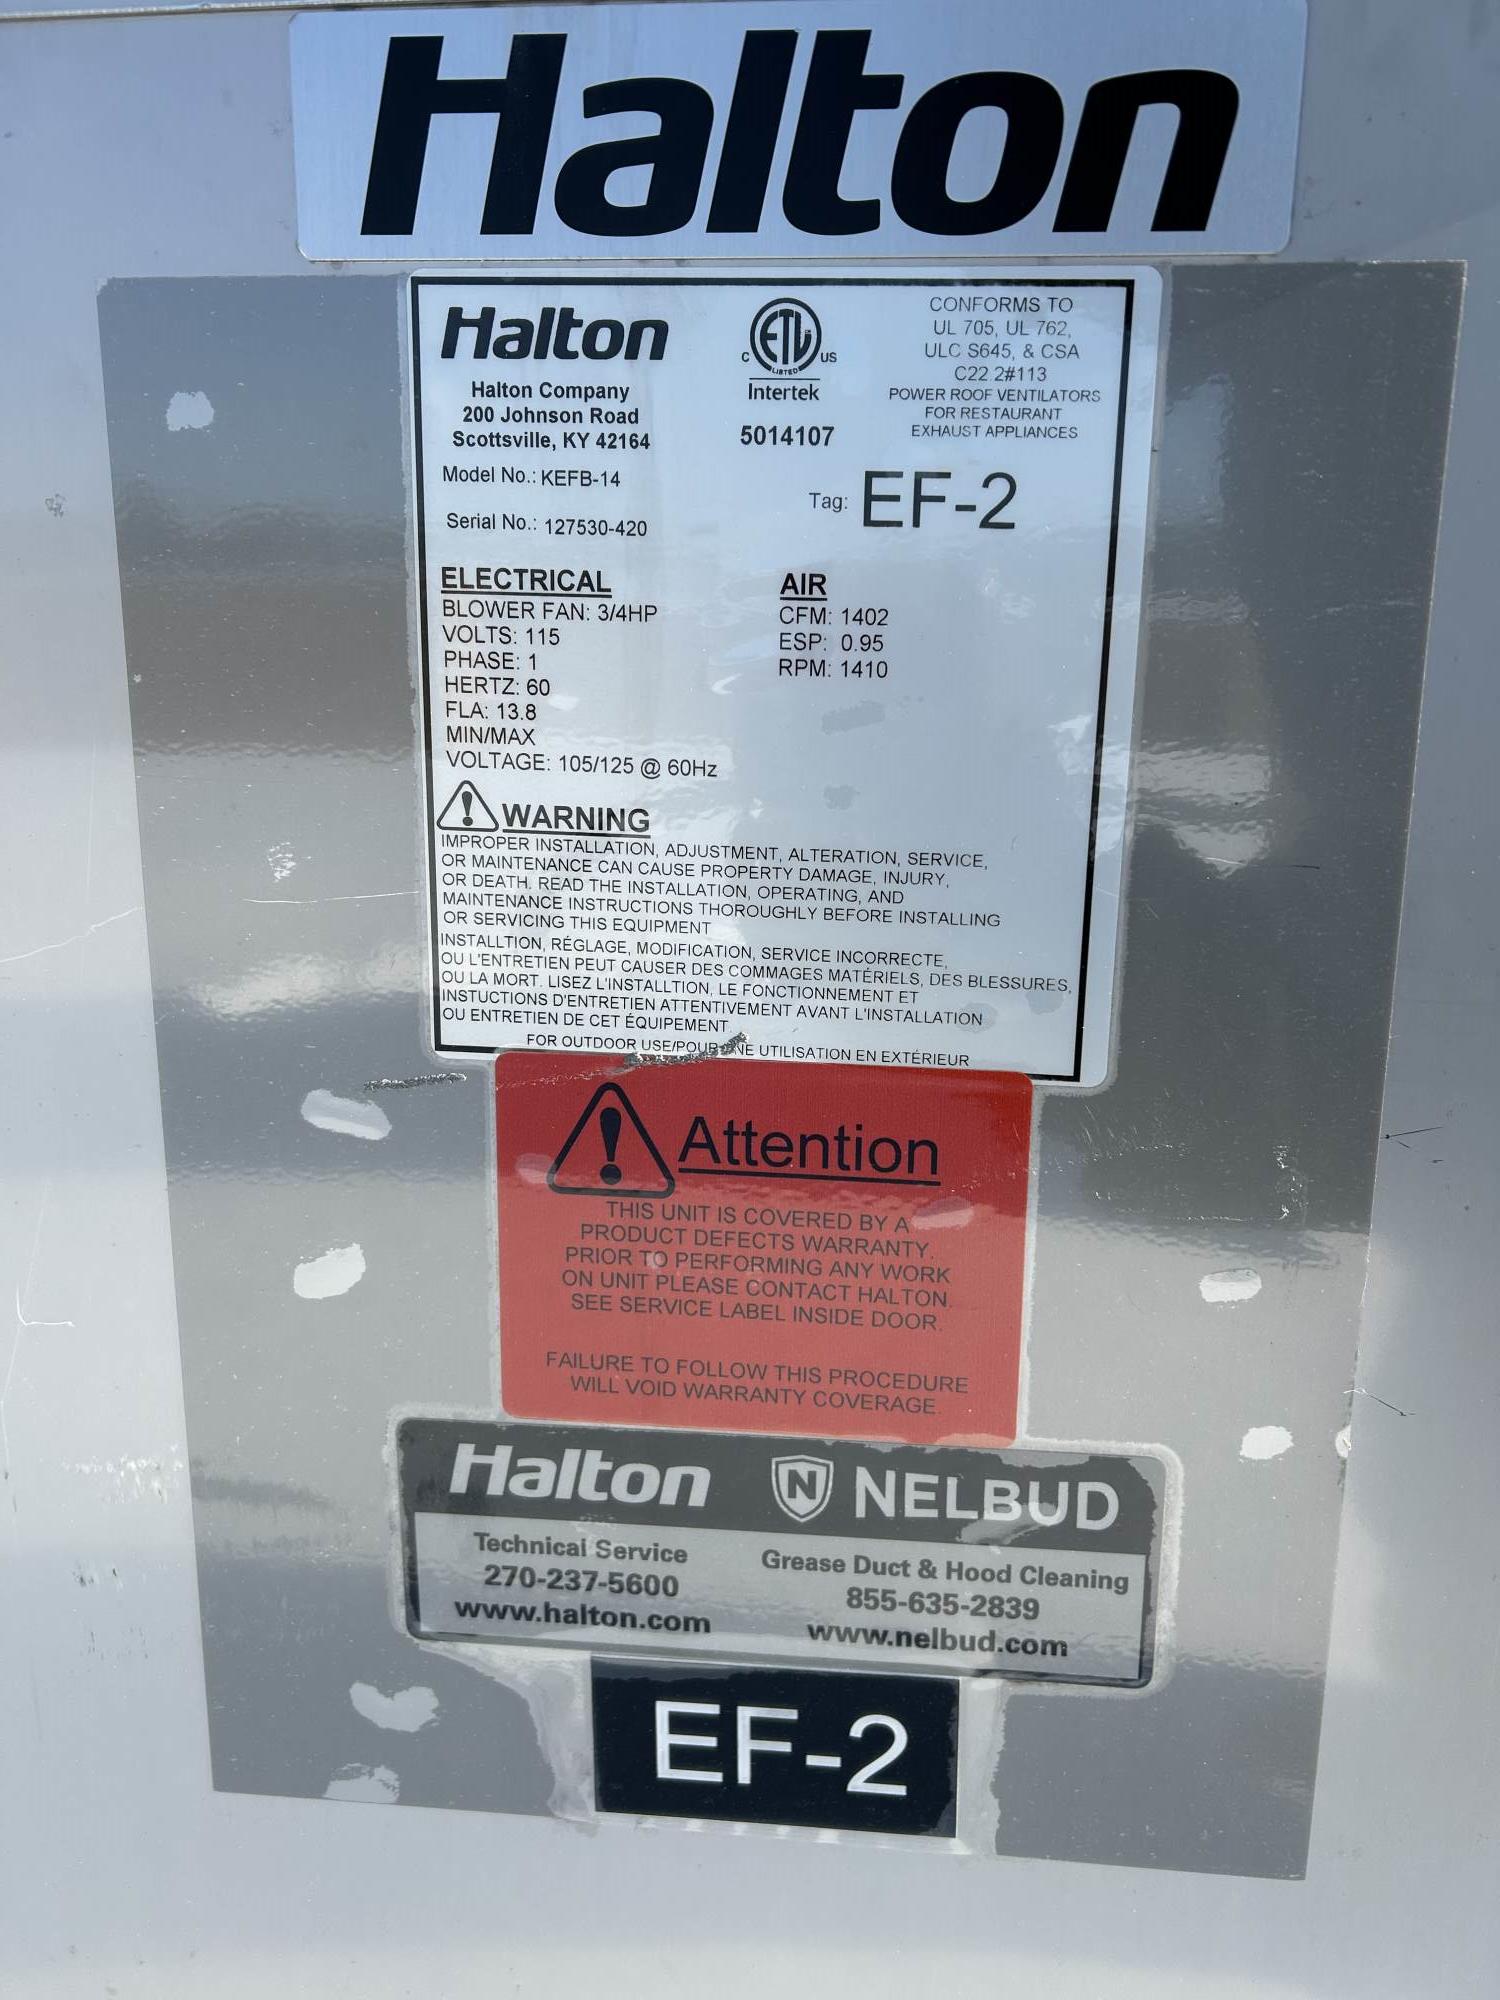 Halton
Halton
Halton Company
200 Johnson Road
Scottsville, KY 42164
C ETL US
LISTED
Intertek
5014107
CONFORMS TO
UL 705, UL 762,
ULC S645, & CSA
C22.2#113
POWER ROOF VENTILATORS
FOR RESTAURANT
EXHAUST APPLIANCES
Model No.: KEFB-14
Tag: EF-2
Serial No.: 127530-420
ELECTRICAL
BLOWER FAN: 3/4HP
VOLTS: 115
PHASE: 1
HERTZ: 60
FLA: 13.8
MIN/MAX
VOLTAGE: 105/125 @ 60Hz
AIR
CFM: 1402
ESP: 0.95
RPM: 1410
WARNING
IMPROPER INSTALLATION, ADJUSTMENT, ALTERATION, SERVICE,
OR MAINTENANCE CAN CAUSE PROPERTY DAMAGE, INJURY,
OR DEATH. READ THE INSTALLATION, OPERATING, AND
MAINTENANCE INSTRUCTIONS THOROUGHLY BEFORE INSTALLING
OR SERVICING THIS EQUIPMENT
INSTALLTION, RÉGLAGE, MODIFICATION, SERVICE INCORRECTE,
OU L'ENTRETIEN PEUT CAUSER DES COMMAGES MATÉRIELS, DES BLESSURES,
OU LA MORT. LISEZ L'INSTALLTION, LE FONCTIONNEMENT ET
INSTUCTIONS D'ENTRETIEN ATTENTIVEMENT AVANT L'INSTALLATION
OU ENTRETIEN DE CET ÉQUIPEMENT
FOR OUTDOOR USE/POUR UNE UTILISATION EN EXTÉRIEUR
Attention
THIS UNIT IS COVERED BY A
PRODUCT DEFECTS WARRANTY.
PRIOR TO PERFORMING ANY WORK
ON UNIT PLEASE CONTACT HALTON.
SEE SERVICE LABEL INSIDE DOOR.
FAILURE TO FOLLOW THIS PROCEDURE
WILL VOID WARRANTY COVERAGE.
Halton
Technical Service
270-237-5600
www.halton.com
N NELBUD
Grease Duct & Hood Cleaning
855-635-2839
www.nelbud.com
EF-2